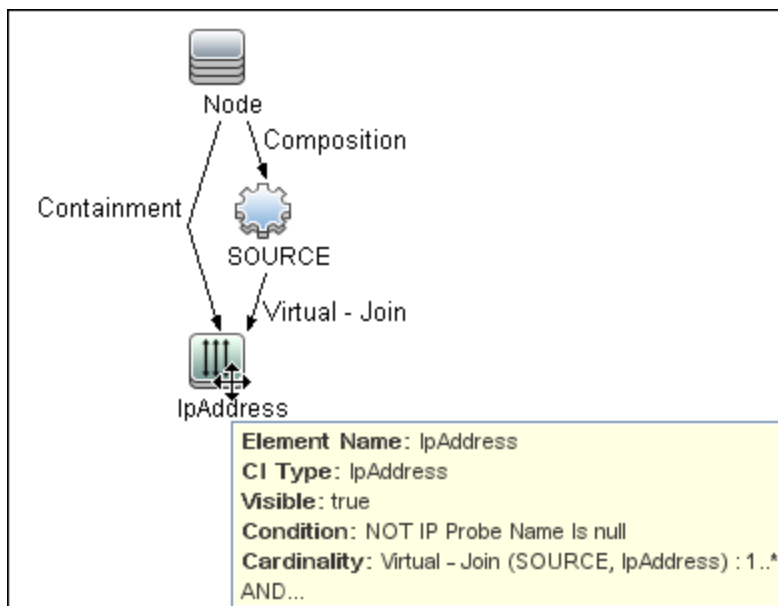 Node
Composition
Containment
SOURCE
Virtual - Join
IpAddress
Element Name: IpAddress
CI Type: IpAddress
Visible: true
Condition: NOT IP Probe Name Is null
Cardinality: Virtual - Join (SOURCE, IpAddress) : 1..*
AND...